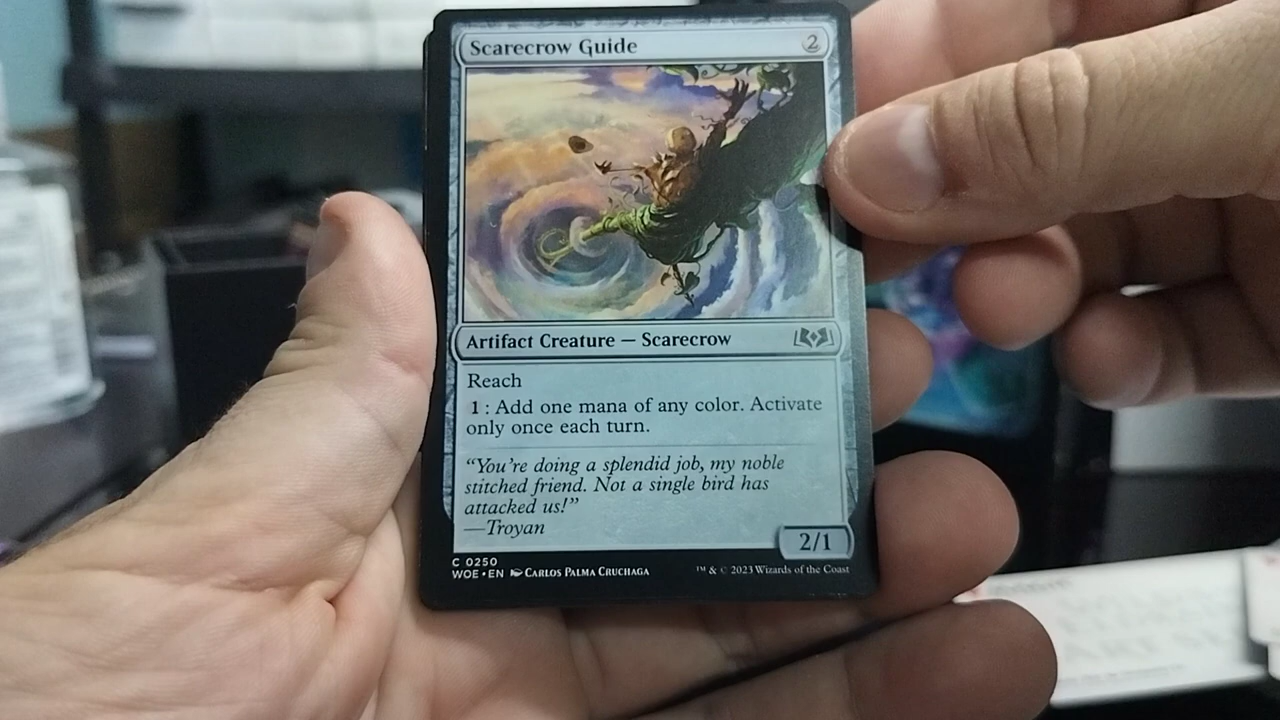 Scarecrow Guide 2
Artifact Creature — Scarecrow
Reach
1 : Add one mana of any color. Activate
only once each turn.
“You’re doing a splendid job, my noble
stitched friend. Not a single bird has
attacked us!”
—Troyan
2/1
C 0250
WOE • EN CARLOS PALMA CRUCHAGA
™ & © 2023 Wizards of the Coast